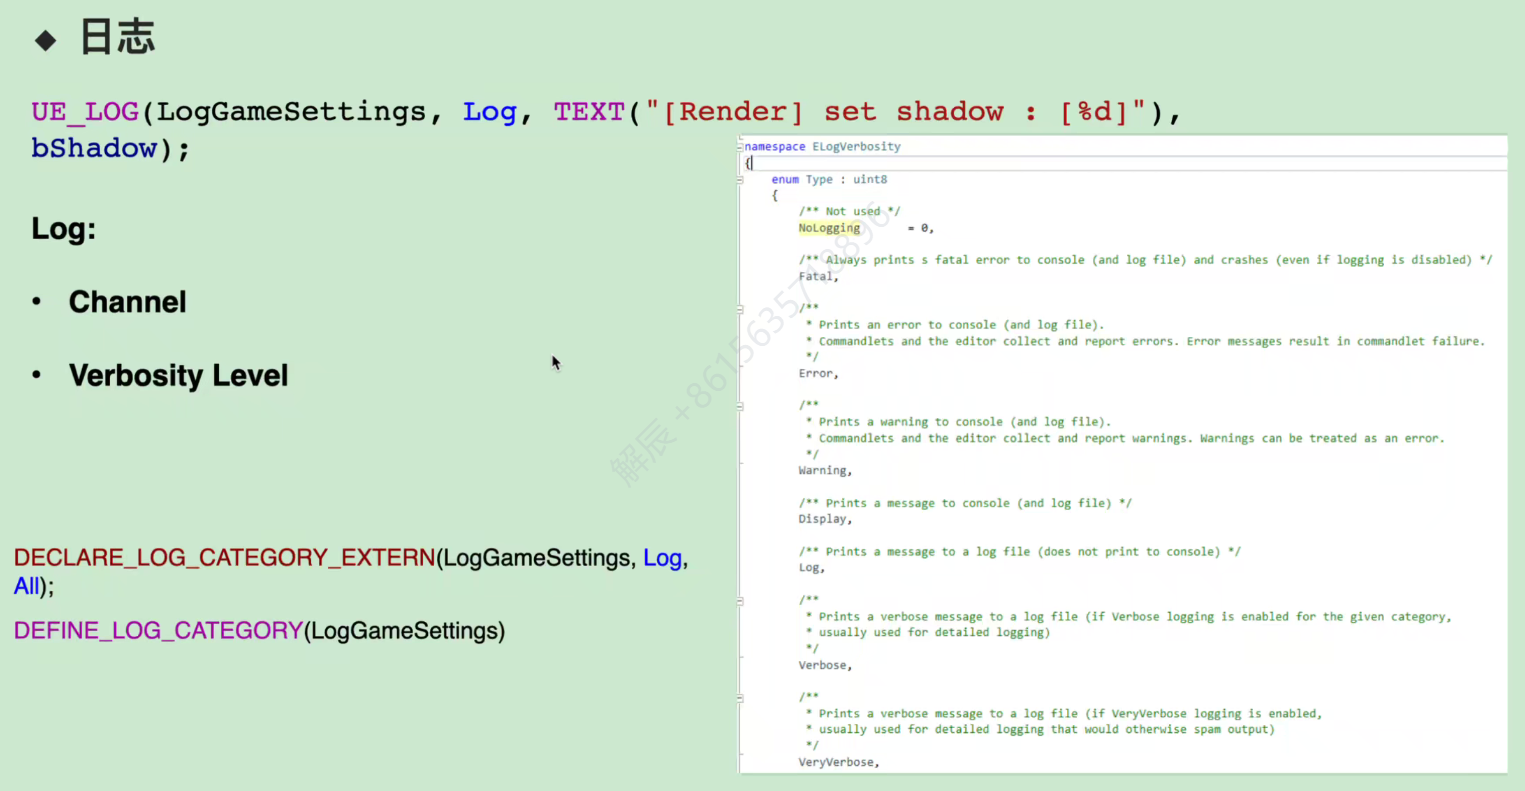 ◆ 日志
UE_LOG(LogGameSettings, Log, TEXT("[Render] set shadow : [%d]"),
bShadow);
Log:
• Channel
• Verbosity Level
DECLARE_LOG_CATEGORY_EXTERN(LogGameSettings, Log,
All);
DEFINE_LOG_CATEGORY(LogGameSettings)
namespace ELogVerbosity
{
enum Type : uint8
{
/** Not used */
NoLogging = 0,
/** Always prints s fatal error to console (and log file) and crashes (even if logging is disabled) */
Fatal,
/**
* Prints an error to console (and log file).
* Commandlets and the editor collect and report errors. Error messages result in commandlet failure.
*/
Error,
/**
* Prints a warning to console (and log file).
* Commandlets and the editor collect and report warnings. Warnings can be treated as an error.
*/
Warning,
/** Prints a message to console (and log file) */
Display,
/** Prints a message to a log file (does not print to console) */
Log,
/**
* Prints a verbose message to a log file (if Verbose logging is enabled for the given category,
* usually used for detailed logging)
*/
Verbose,
/**
* Prints a verbose message to a log file (if VeryVerbose logging is enabled,
* usually used for detailed logging that would otherwise spam output)
*/
VeryVerbose,
解辰 +8615635718896